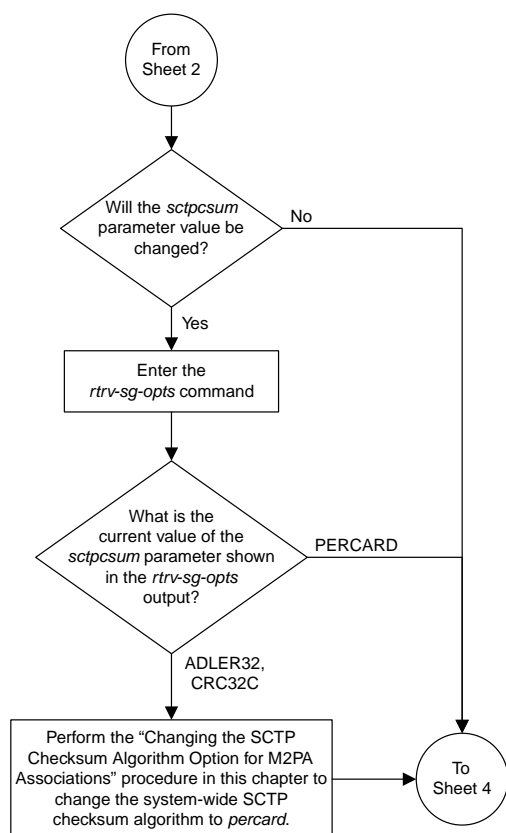 From
Sheet 2
Will the sctpcsum
parameter value be
changed?
No
Yes
Enter the
rtrv-sg-opts command
What is the
current value of the
sctpcsum parameter shown
in the rtrv-sg-opts
output?
PERCARD
ADLER32,
CRC32C
Perform the “Changing the SCTP
Checksum Algorithm Option for M2PA
Associations” procedure in this chapter to
change the system-wide SCTP
checksum algorithm to percard.
To
Sheet 4